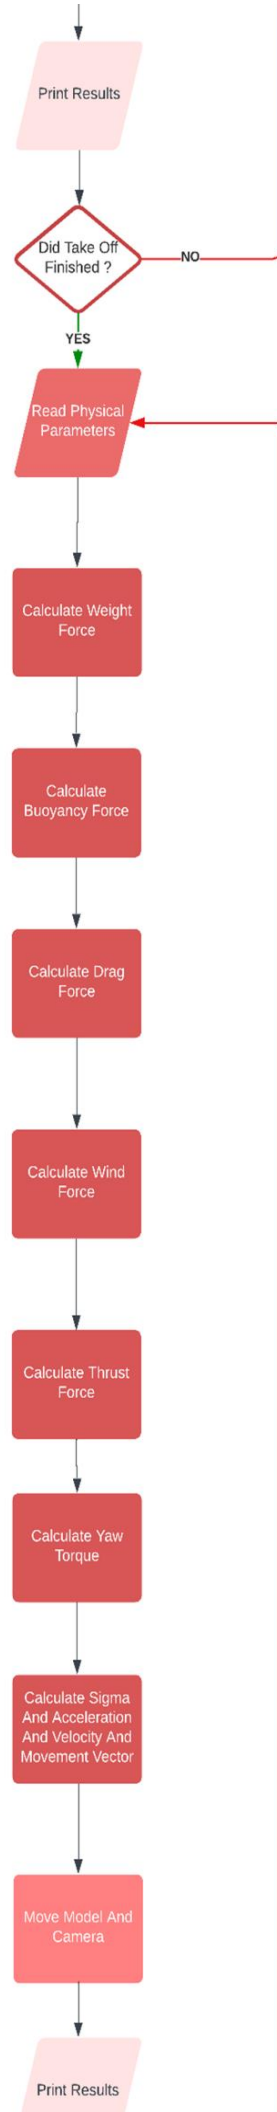 Print Results
Did Take Off
Finished ?
NO
YES
Read Physical
Parameters
Calculate Weight
Force
Calculate
Buoyancy Force
Calculate Drag
Force
Calculate Wind
Force
Calculate Thrust
Force
Calculate Yaw
Torque
Calculate Sigma
And Acceleration
And Velocity And
Movement Vector
Move Model And
Camera
Print Results